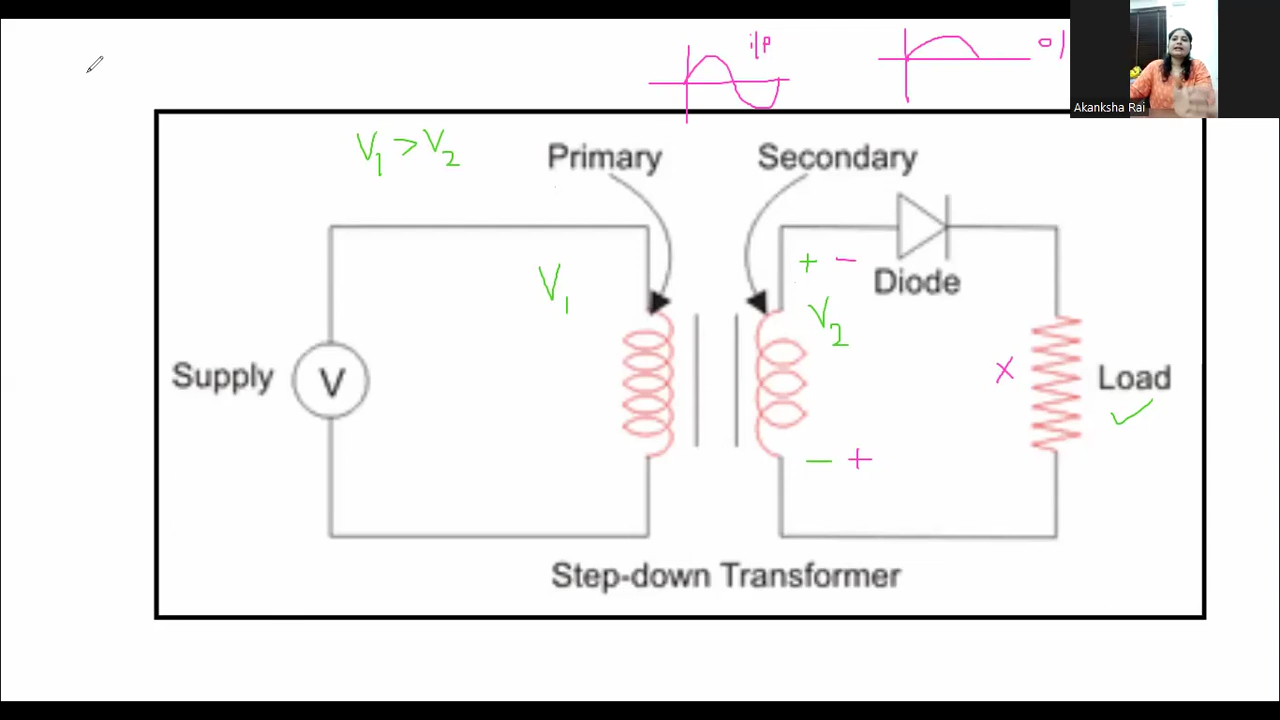 i/p
o/
Akanksha Rai
V1 > V2
Primary
Secondary
V1
+ -
Diode
V2
Supply
V
x
Load
✓
- +
Step-down Transformer